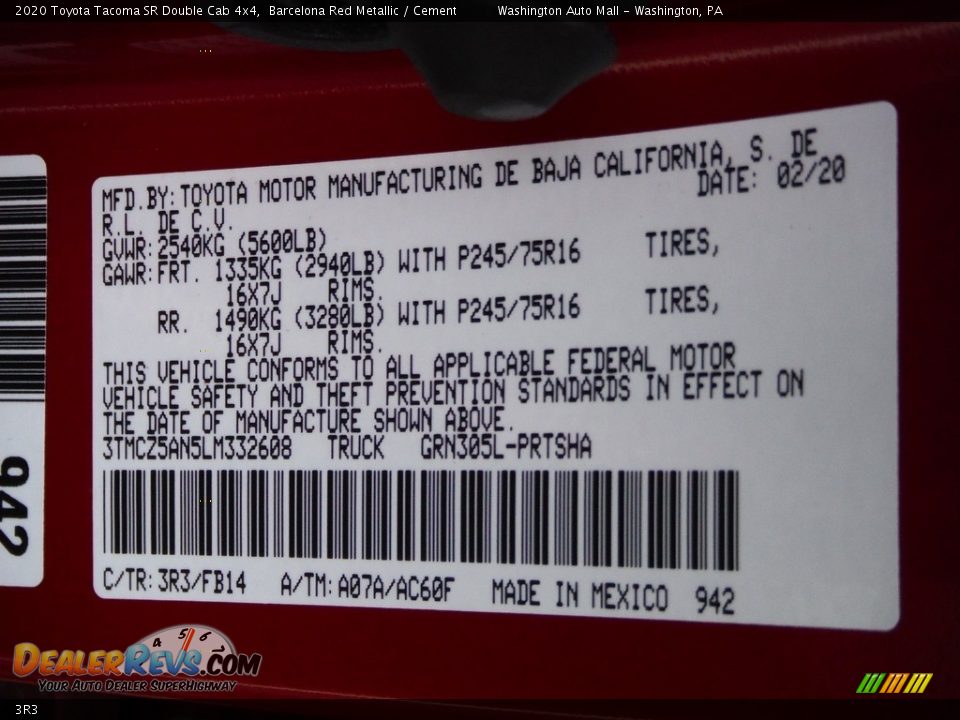 2020 Toyota Tacoma SR Double Cab 4x4,  Barcelona Red Metallic / Cement    Washington Auto Mall - Washington, PA
MFD.BY:TOYOTA MOTOR MANUFACTURING DE BAJA CALIFORNIA, S. DE
R.L. DE C.V.    DATE: 02/20
GVWR:2540KG (5600LB)
GAWR:FRT. 1335KG (2940LB) WITH P245/75R16    TIRES,
16X7J    RIMS.
RR. 1490KG (3280LB) WITH P245/75R16    TIRES,
16X7J    RIMS.
THIS VEHICLE CONFORMS TO ALL APPLICABLE FEDERAL MOTOR
VEHICLE SAFETY AND THEFT PREVENTION STANDARDS IN EFFECT ON
THE DATE OF MANUFACTURE SHOWN ABOVE.
3TMCZ5AN5LM332608    TRUCK    GRN305L-PRTSHA
C/TR:3R3/FB14    A/TM:A07A/AC60F    MADE IN MEXICO    942
942
4 5 6
DEALERREVS.COM
YOUR AUTO DEALER SUPERHIGHWAY
3R3